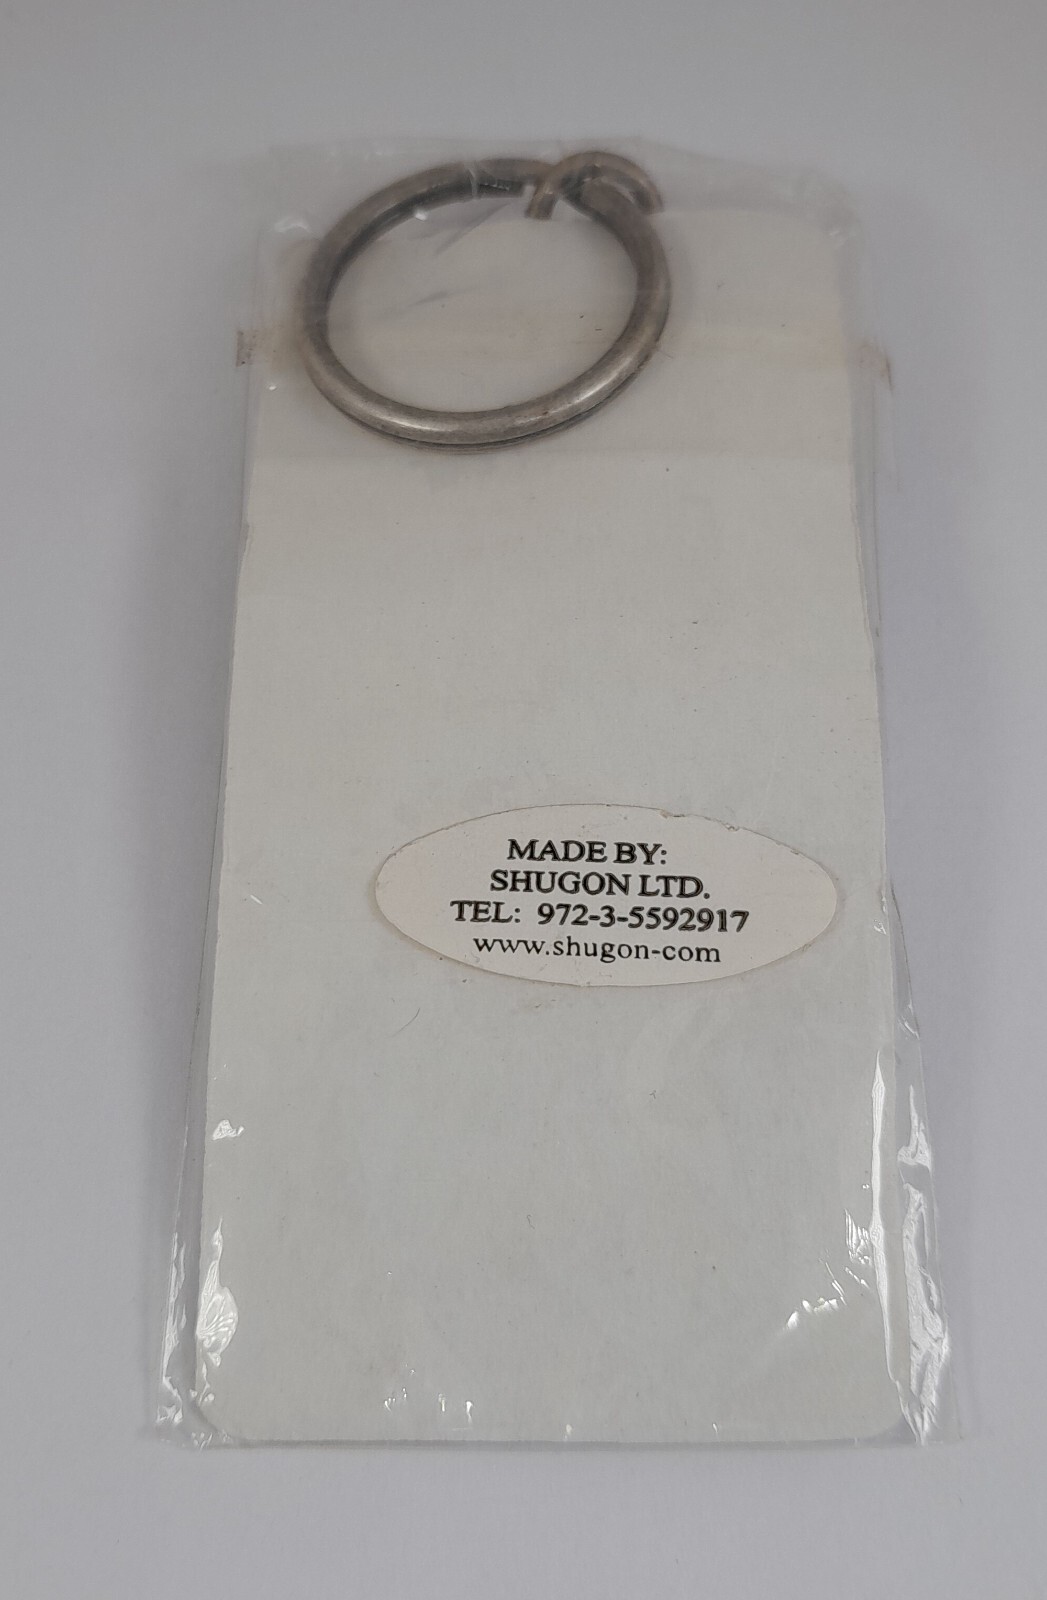 MADE BY:
SHUGON LTD.
TEL: 972-3-5592917
www.shugon-com